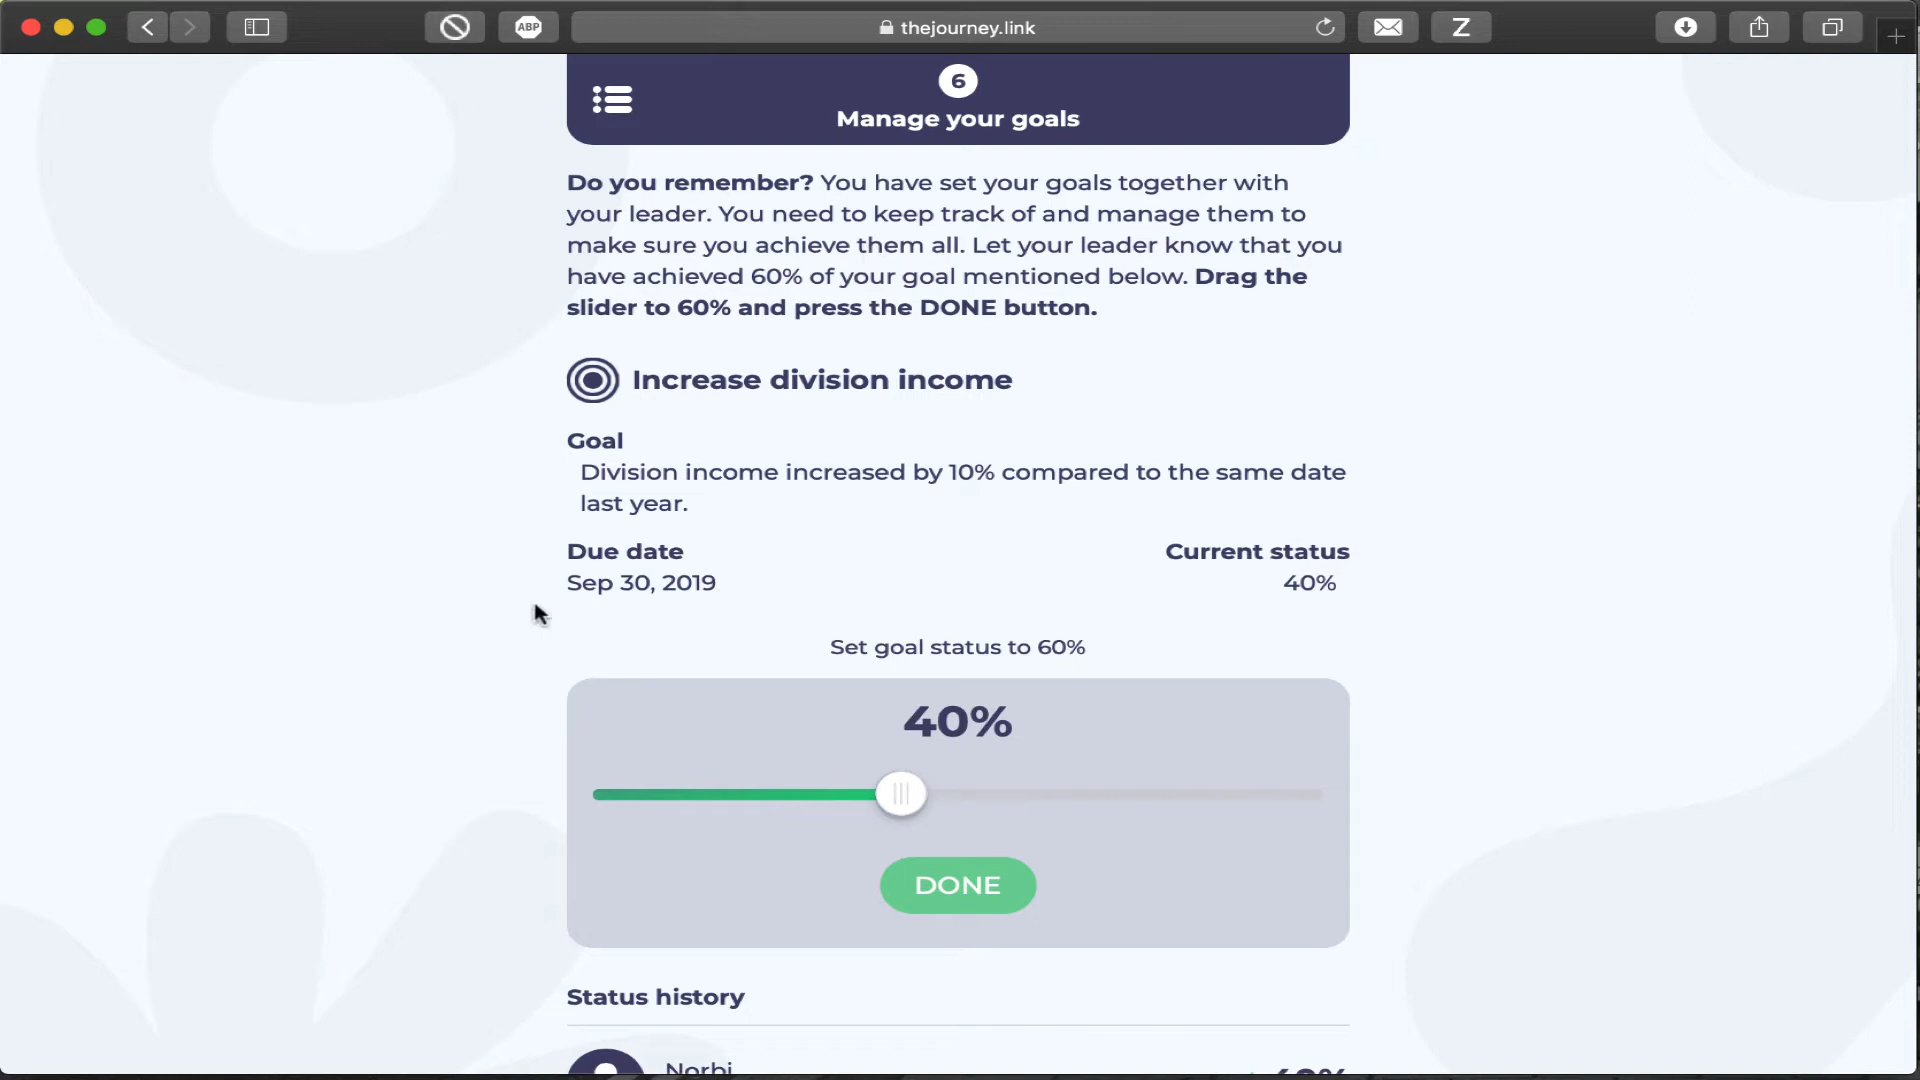 ABP
thejourney.link
Z
6
Manage your goals
Do you remember? You have set your goals together with
your leader. You need to keep track of and manage them to
make sure you achieve them all. Let your leader know that you
have achieved 60% of your goal mentioned below. Drag the
slider to 60% and press the DONE button.
Increase division income
Goal
Division income increased by 10% compared to the same date
last year.
Due date
Current status
Sep 30, 2019
40%
Set goal status to 60%
40%
DONE
Status history
Norbi